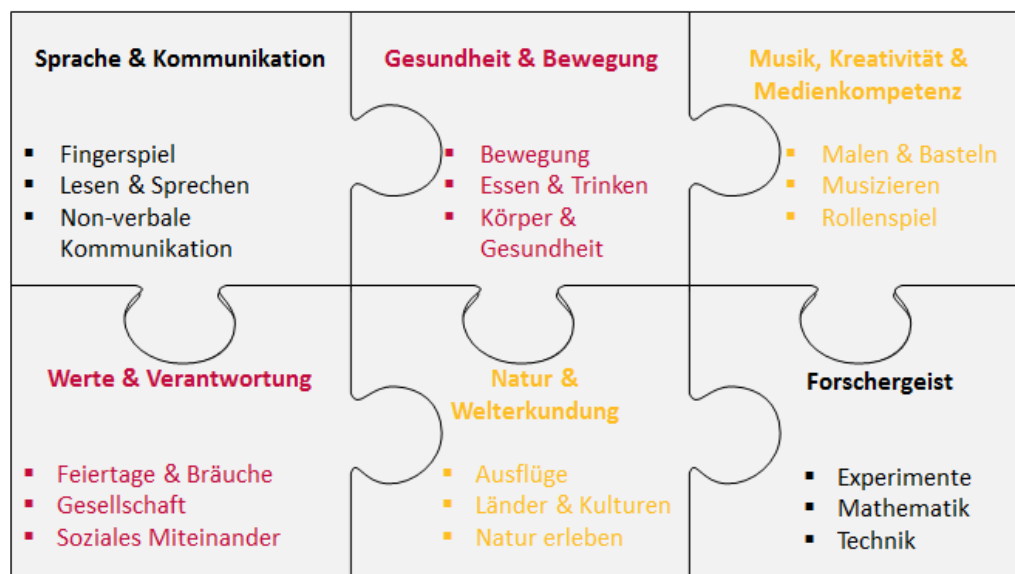 Sprache & Kommunikation
▪ Fingerspiel
▪ Lesen & Sprechen
▪ Non-verbale
Kommunikation
Gesundheit & Bewegung
▪ Bewegung
▪ Essen & Trinken
▪ Körper &
Gesundheit
Musik, Kreativität &
Medienkompetenz
▪ Malen & Basteln
▪ Musizieren
▪ Rollenspiel
Werte & Verantwortung
▪ Feiertage & Bräuche
▪ Gesellschaft
▪ Soziales Miteinander
Natur &
Welterkundung
▪ Ausflüge
▪ Länder & Kulturen
▪ Natur erleben
Forschergeist
▪ Experimente
▪ Mathematik
▪ Technik